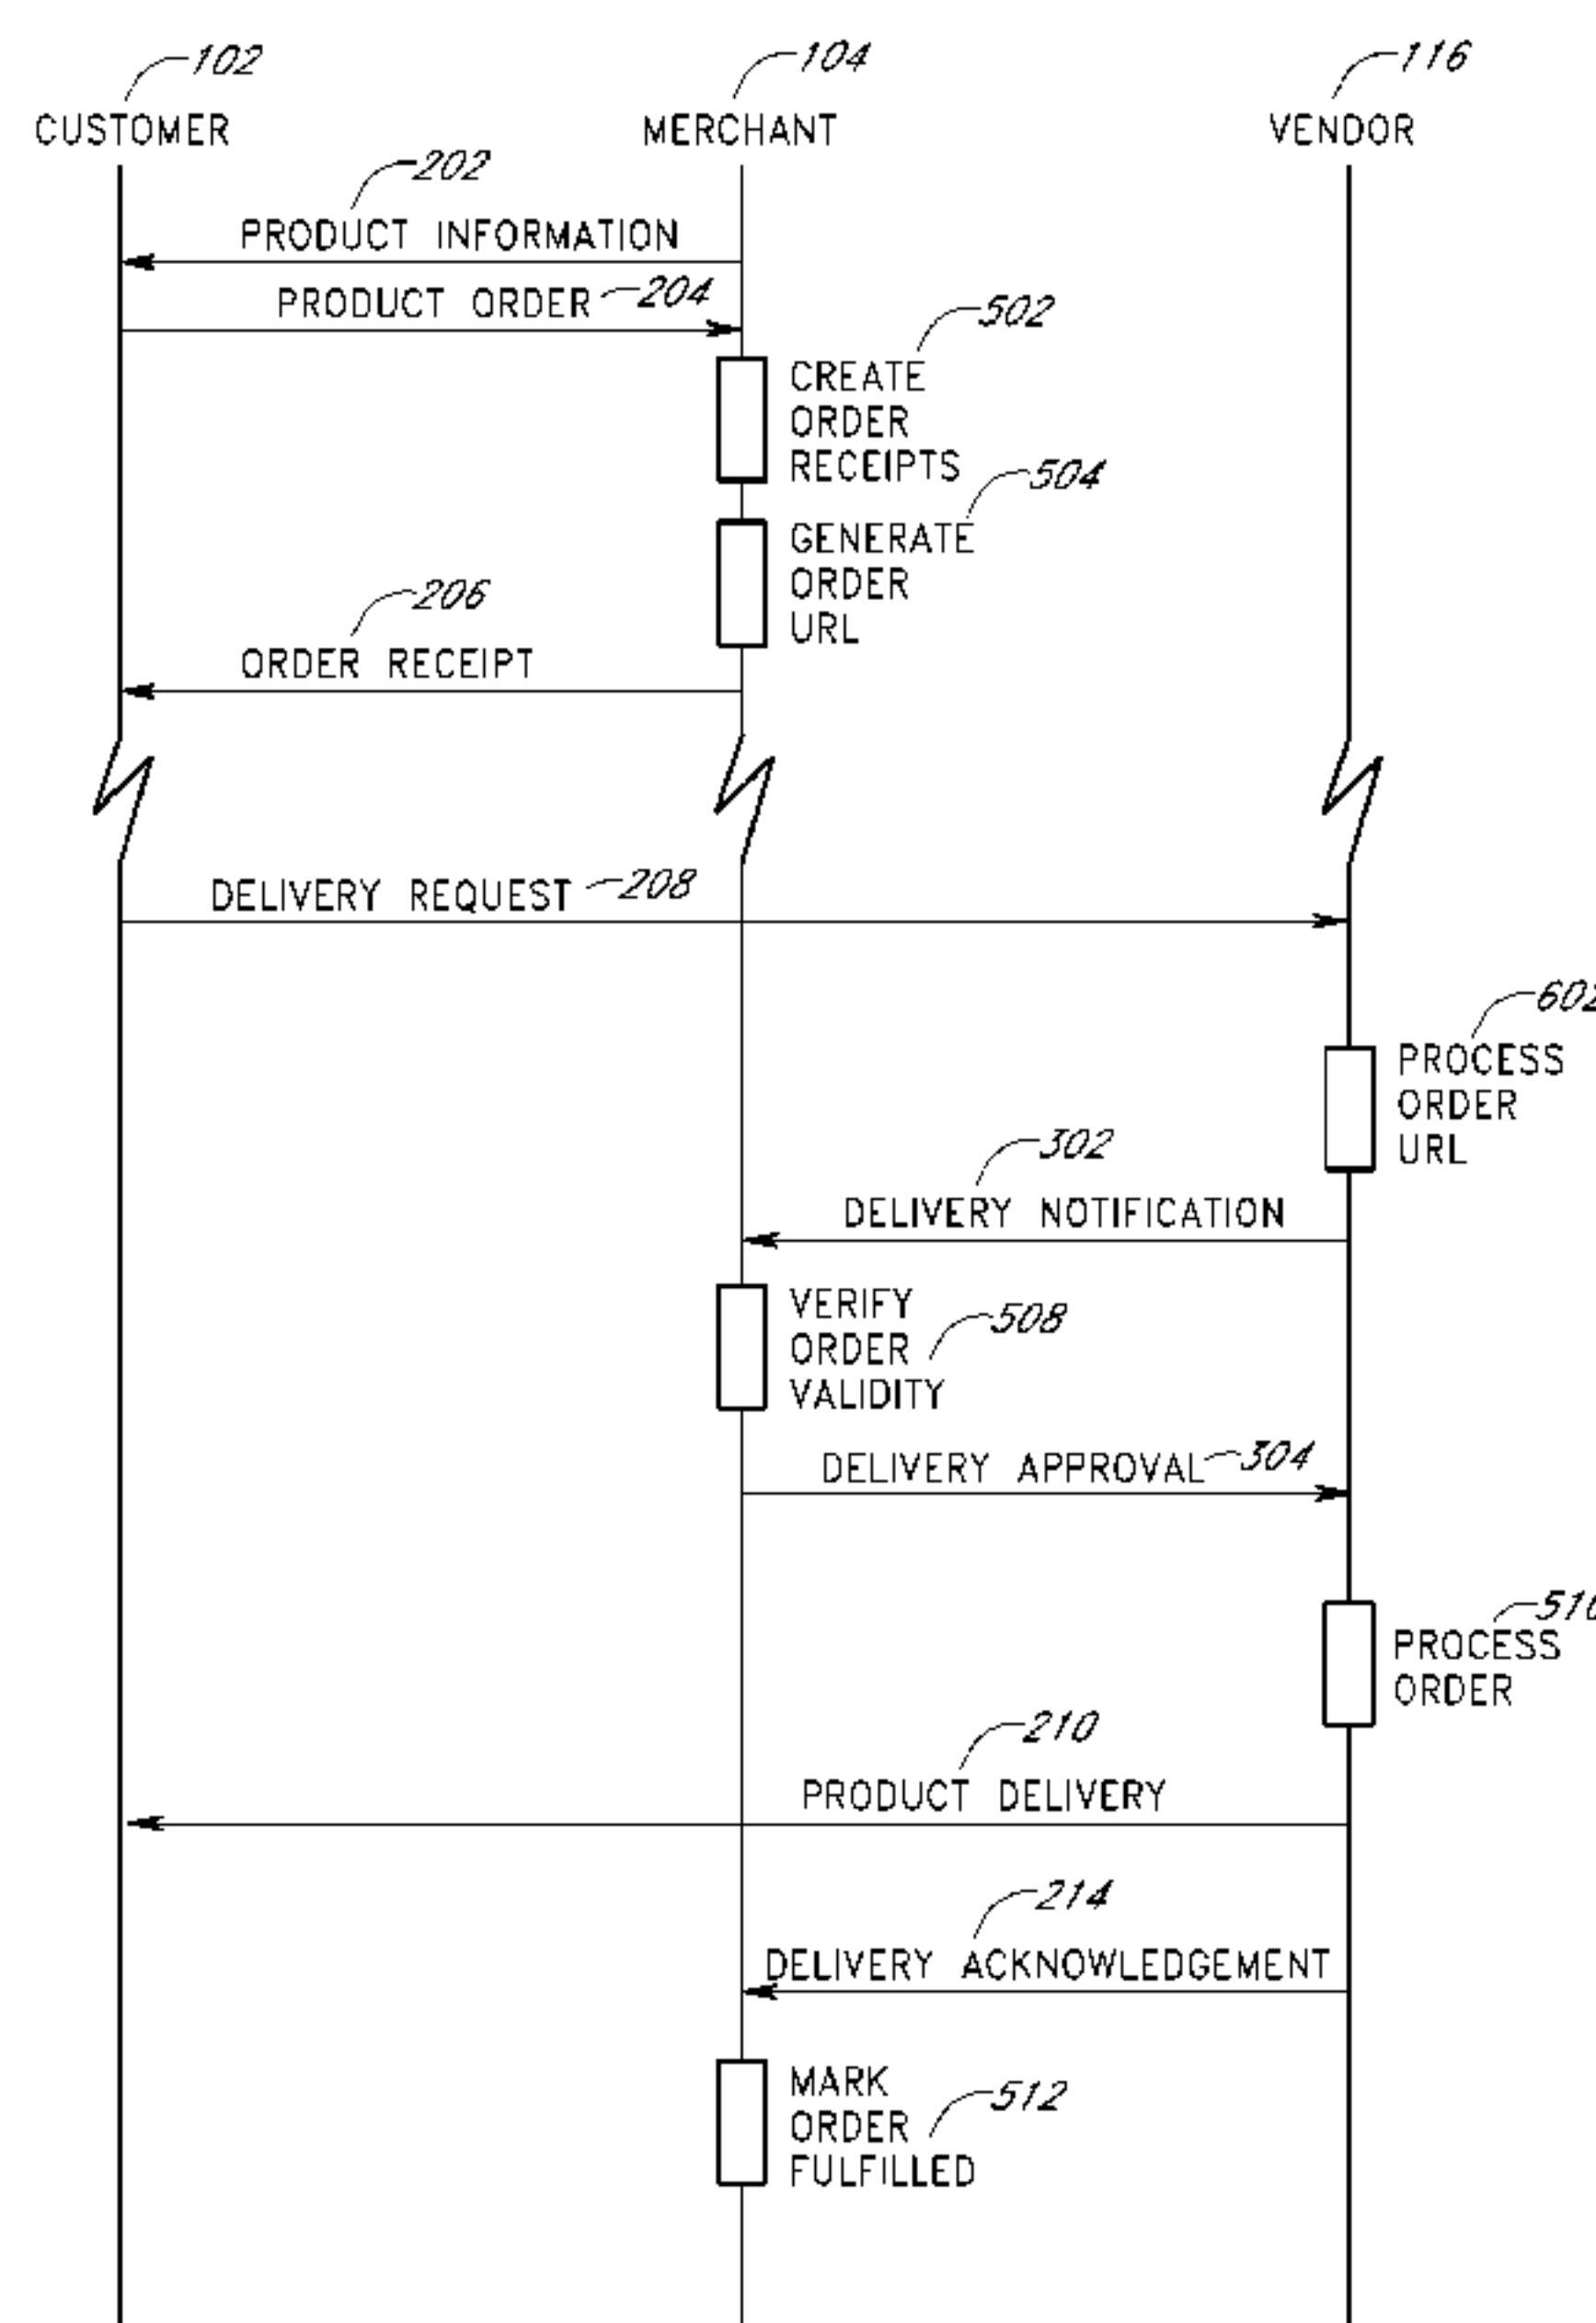 102
104
116
CUSTOMER
MERCHANT
VENDOR
202
PRODUCT INFORMATION
PRODUCT ORDER 204
502
CREATE
ORDER
RECEIPTS
504
GENERATE
ORDER
URL
206
ORDER RECEIPT
DELIVERY REQUEST 208
602
PROCESS
ORDER
URL
302
DELIVERY NOTIFICATION
VERIFY
ORDER 508
VALIDITY
DELIVERY APPROVAL 304
510
PROCESS
ORDER
210
PRODUCT DELIVERY
214
DELIVERY ACKNOWLEDGEMENT
MARK
ORDER 512
FULFILLED